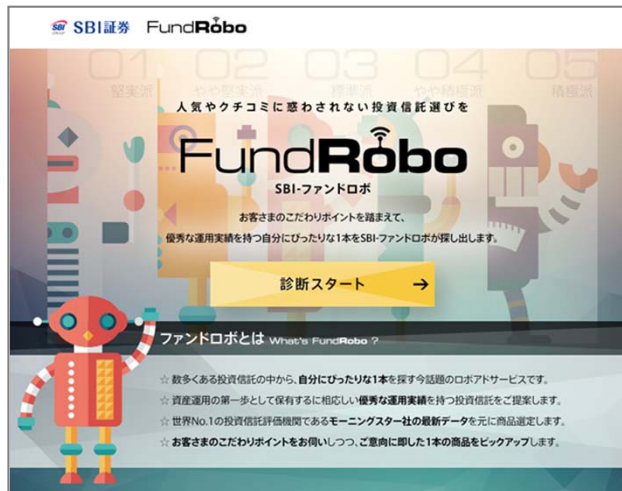 SBI証券 FundRobo
01 02 03 04 05
堅実派 やや堅実派 標準派 やや積極派 積極派
人気やクチコミに惑わされない投資信託選びを
FundRobo
SBI-ファンドロボ
お客さまのこだわりポイントを踏まえて、
優秀な運用実績を持つ自分にぴったりな1本をSBI-ファンドロボが探し出します。
診断スタート →
ファンドロボとは What's FundRobo ?
☆ 数多くある投資信託の中から、自分にぴったりな1本を探す今話題のロボアドサービスです。
☆ 資産運用の第一歩として保有するに相応しい優秀な運用実績を持つ投資信託をご提案します。
☆ 世界No.1の投資信託評価機関であるモーニングスター社の最新データを元に商品選定します。
☆ お客さまのこだわりポイントをお伺いしつつ、ご意向に即した1本の商品をピックアップします。